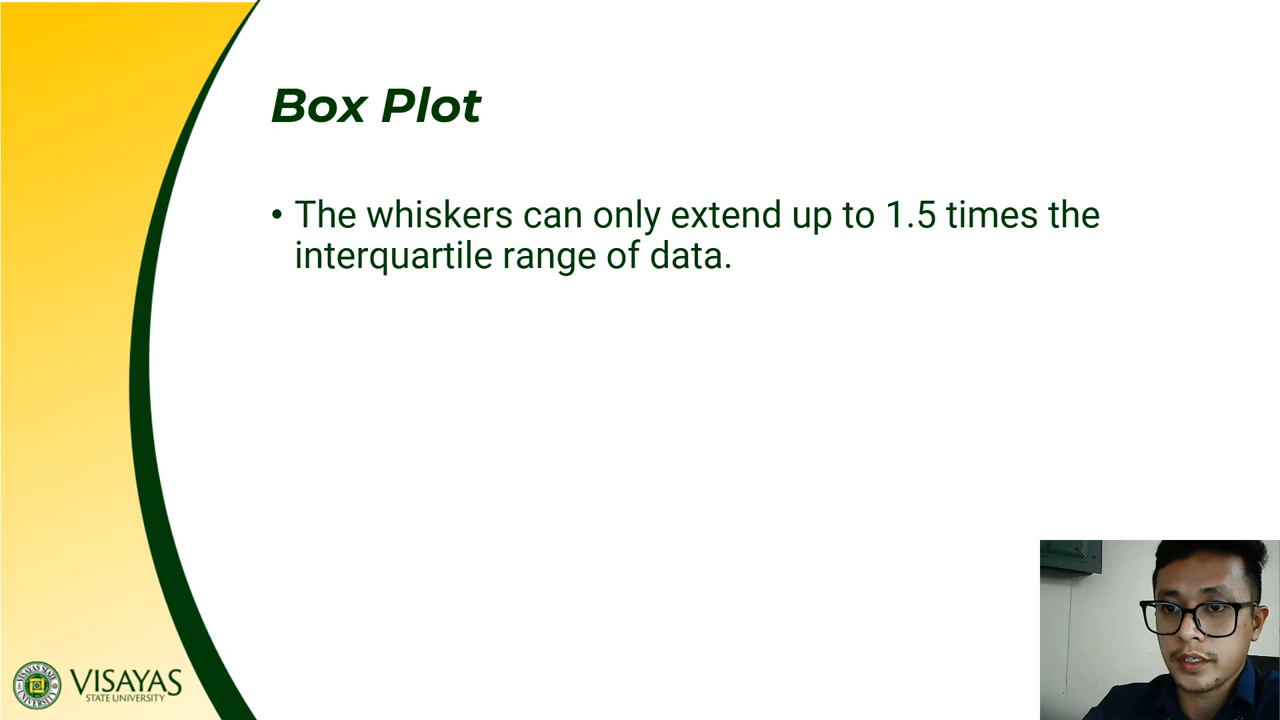 Box Plot
• The whiskers can only extend up to 1.5 times the
interquartile range of data.
VISAYAS
STATE UNIVERSITY